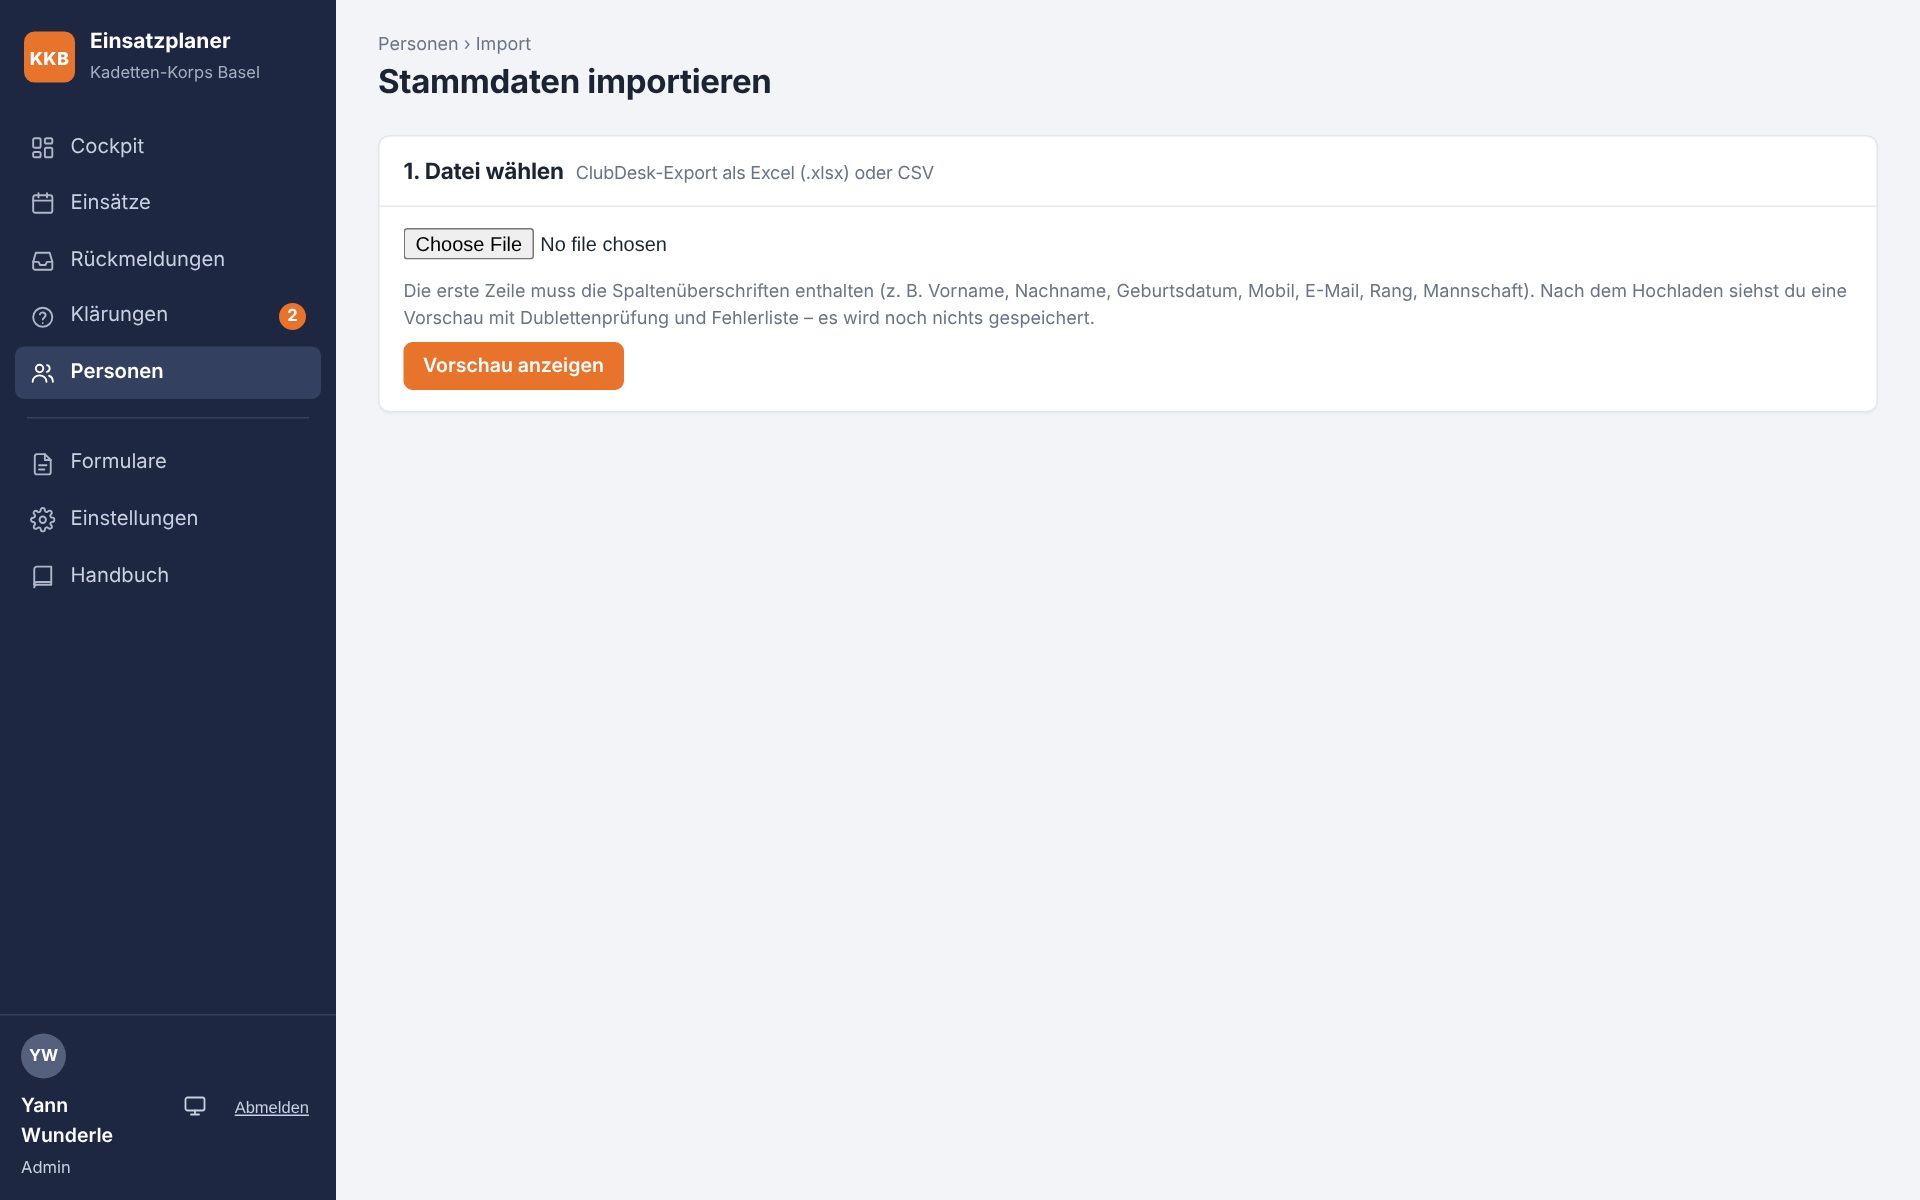 KKB
Einsatzplaner
Kadetten-Korps Basel
Cockpit
Einsätze
Rückmeldungen
Klärungen 2
Personen
Formulare
Einstellungen
Handbuch
YW
Yann
Wunderle
Admin
Abmelden
Personen › Import
Stammdaten importieren
1. Datei wählen ClubDesk-Export als Excel (.xlsx) oder CSV
Choose File No file chosen
Die erste Zeile muss die Spaltenüberschriften enthalten (z. B. Vorname, Nachname, Geburtsdatum, Mobil, E-Mail, Rang, Mannschaft). Nach dem Hochladen siehst du eine
Vorschau mit Dublettenprüfung und Fehlerliste – es wird noch nichts gespeichert.
Vorschau anzeigen